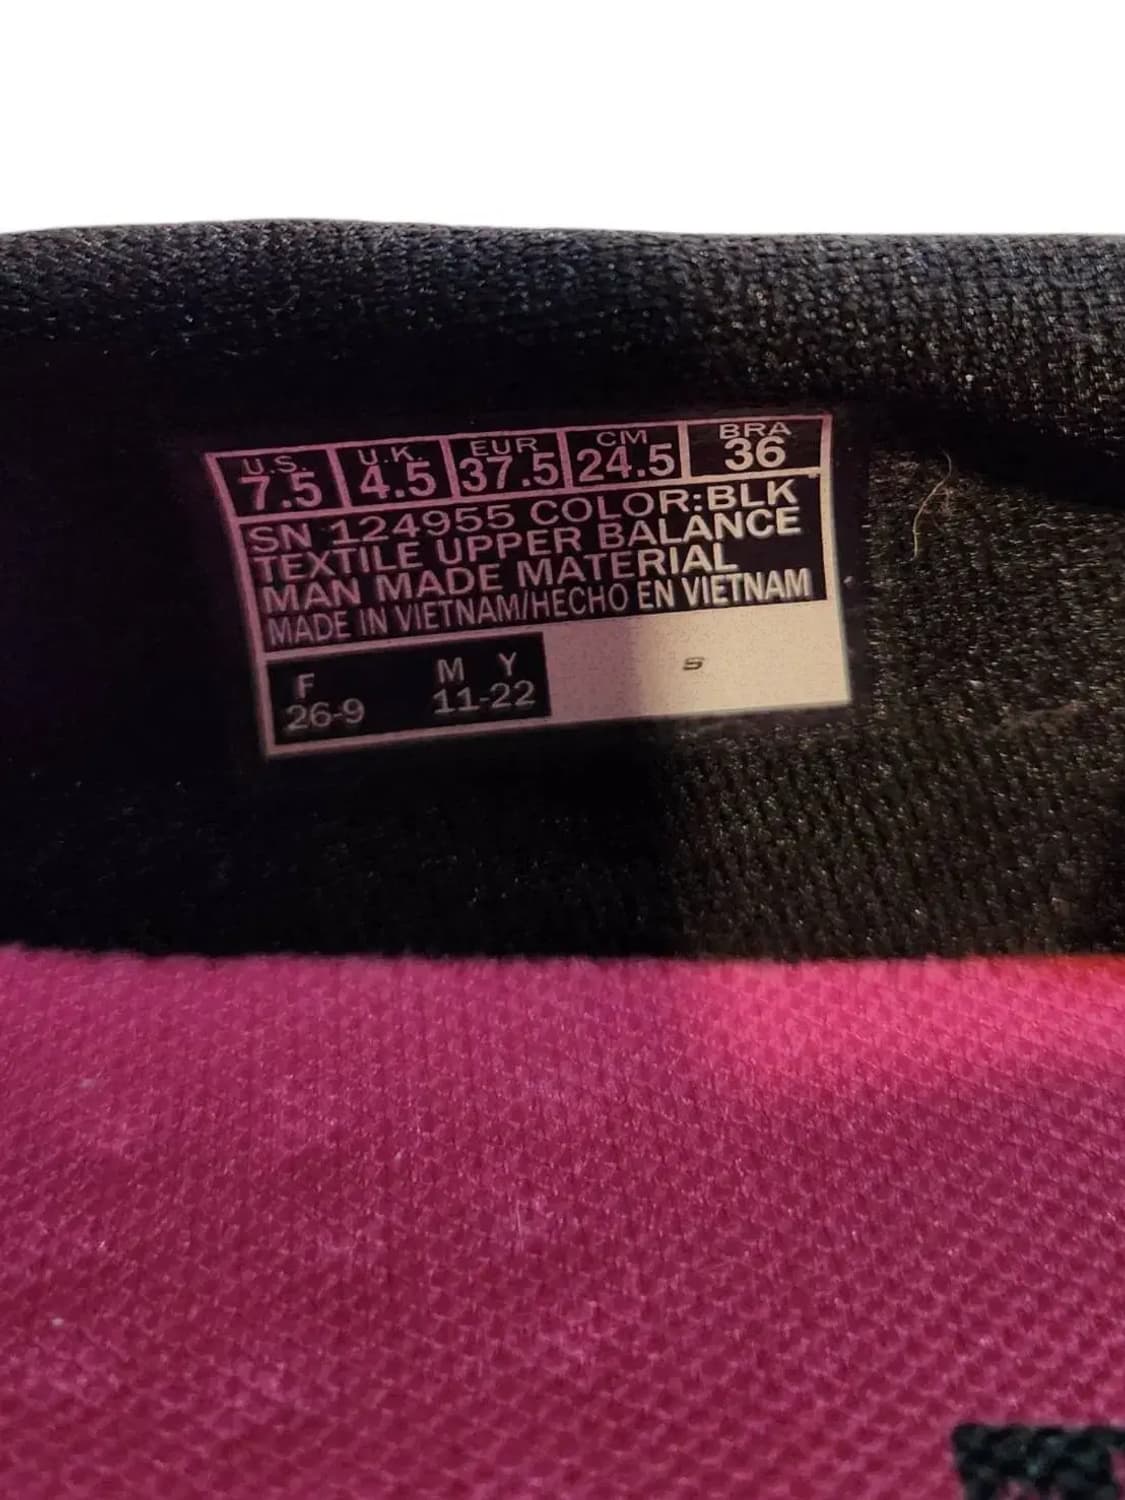 U.S. U.K. EUR CM BRA
7.5 4.5 37.5 24.5 36
SN 124955 COLOR:BLK
TEXTILE UPPER BALANCE
MAN MADE MATERIAL
MADE IN VIETNAM/HECHO EN VIETNAM
F M Y
26-9 11-22
S